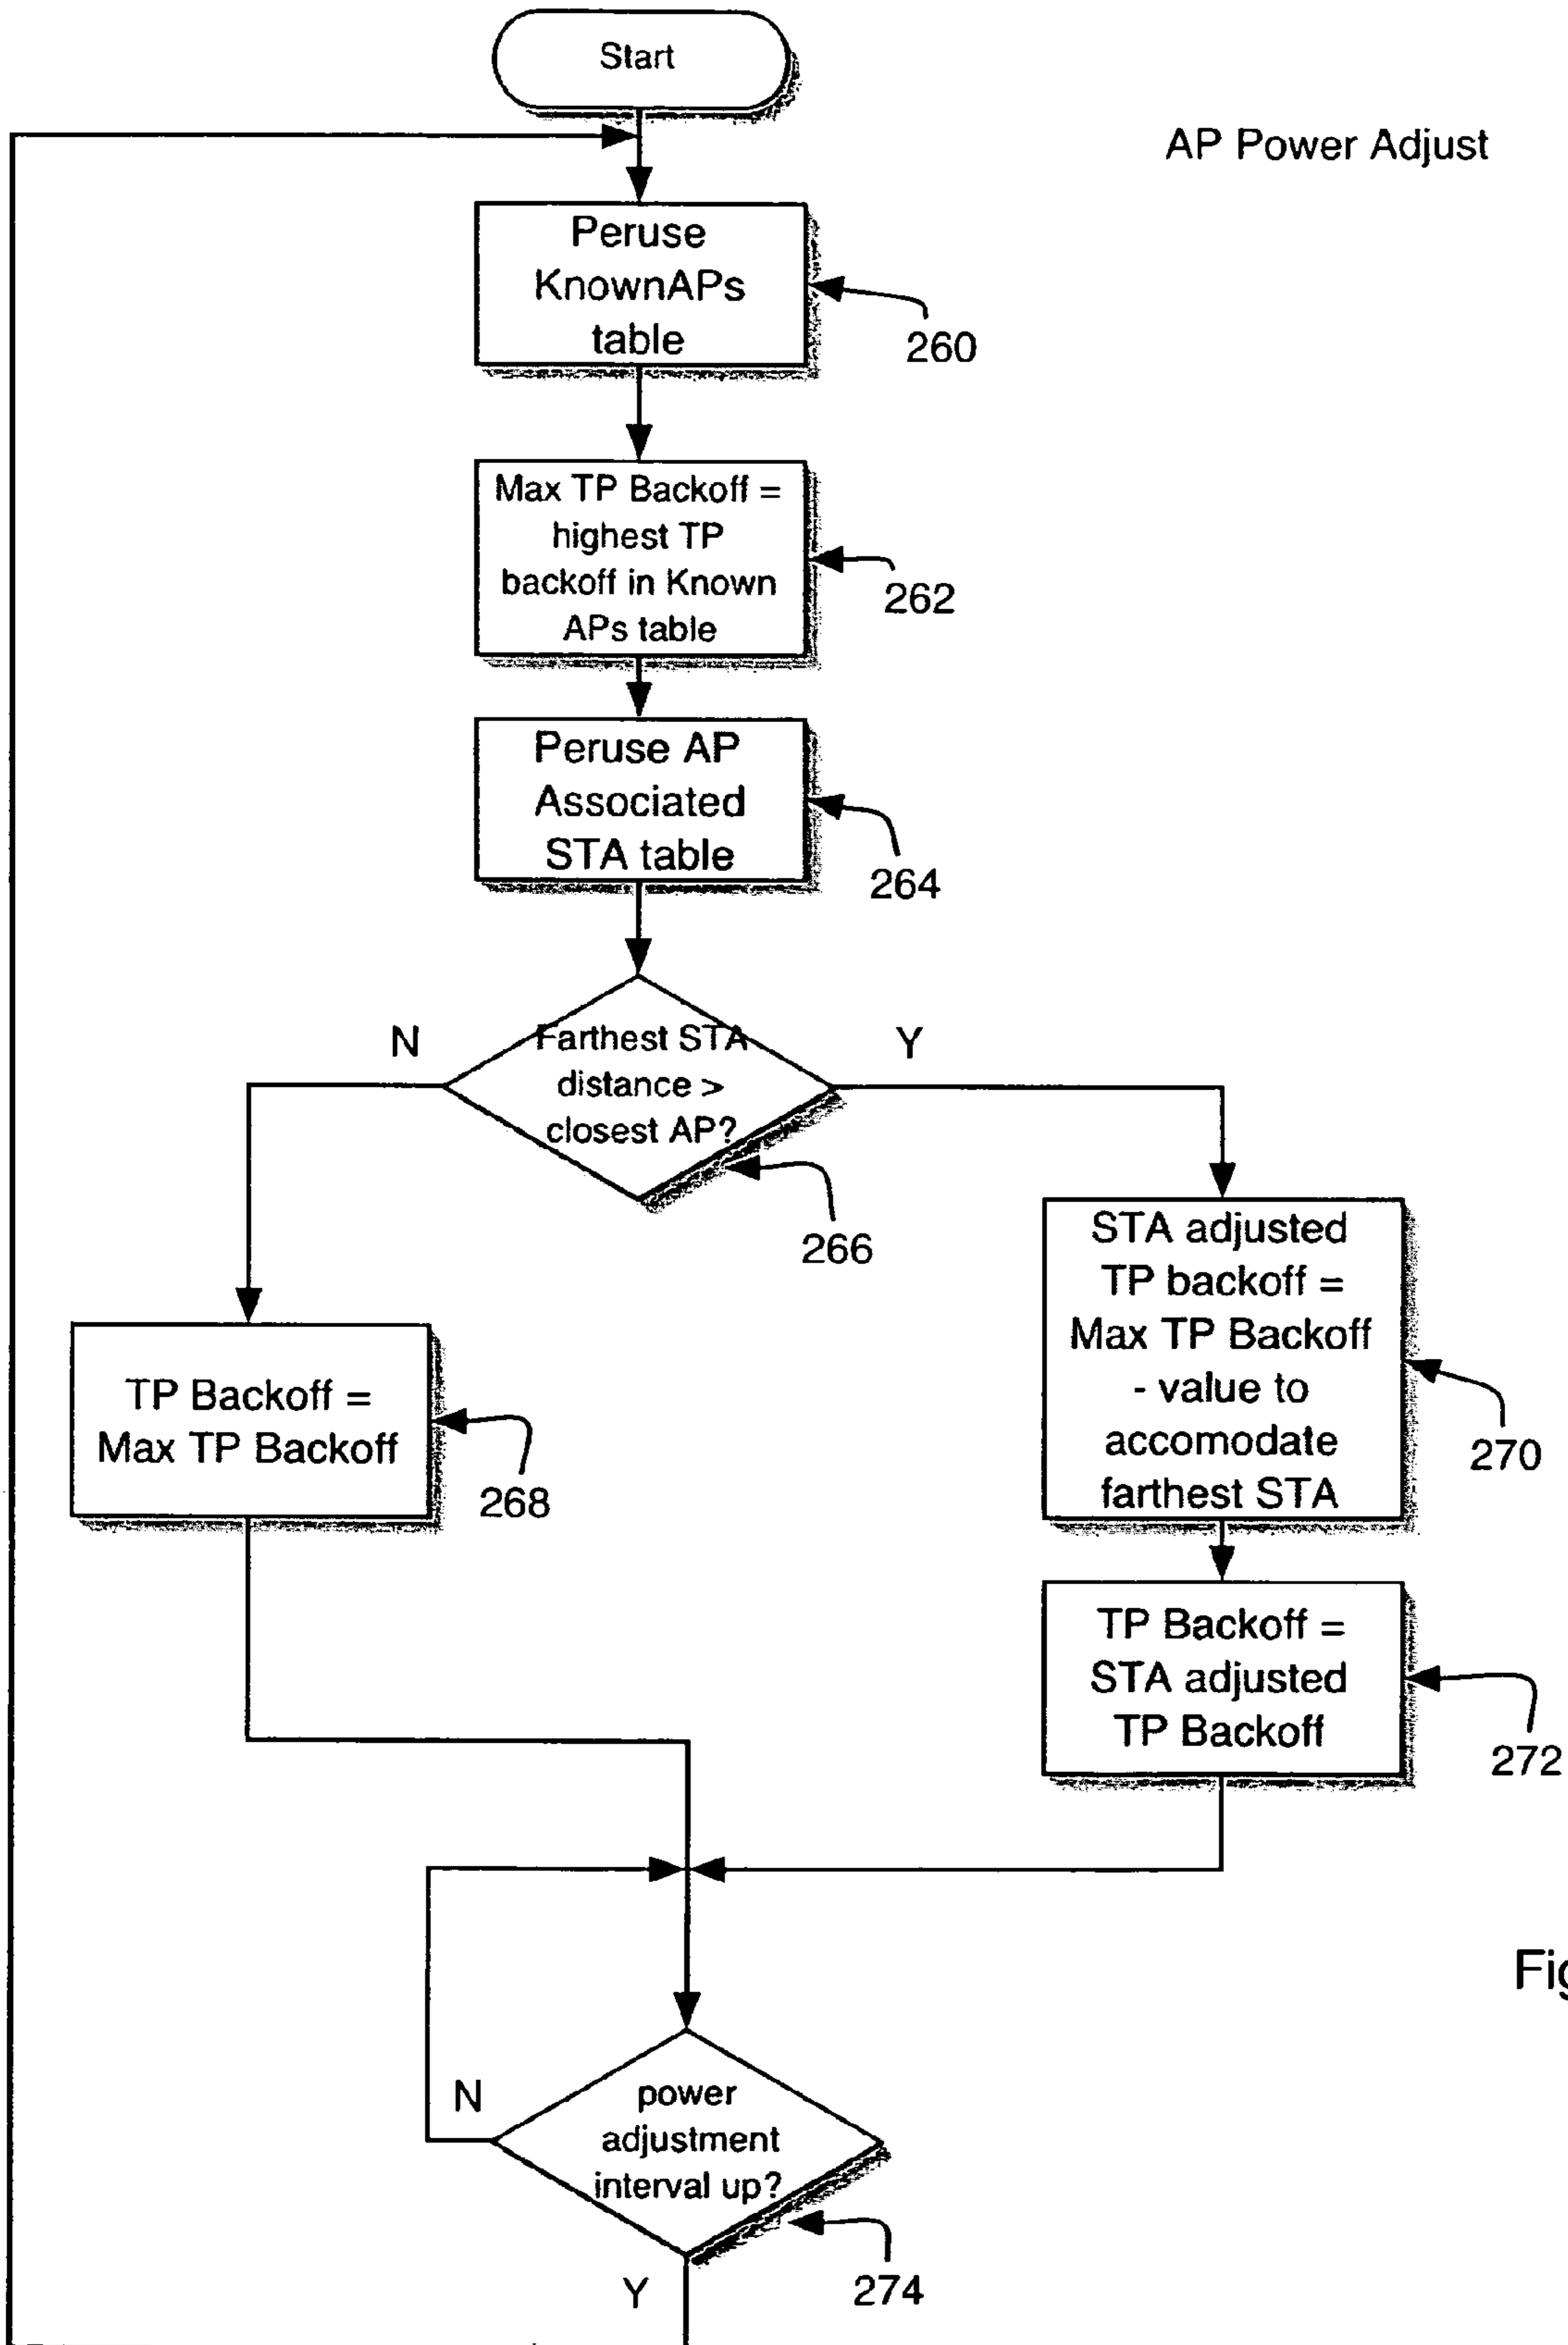 Start
AP Power Adjust
Peruse
KnownAPs
table
260
Max TP Backoff =
highest TP
backoff in Known
APs table
262
Peruse AP
Associated
STA table
264
N
Farthest STA
distance >
closest AP?
Y
266
STA adjusted
TP backoff =
Max TP Backoff
- value to
accomodate
farthest STA
270
TP Backoff =
Max TP Backoff
268
TP Backoff =
STA adjusted
TP Backoff
272
N
power
adjustment
interval up?
Y
274